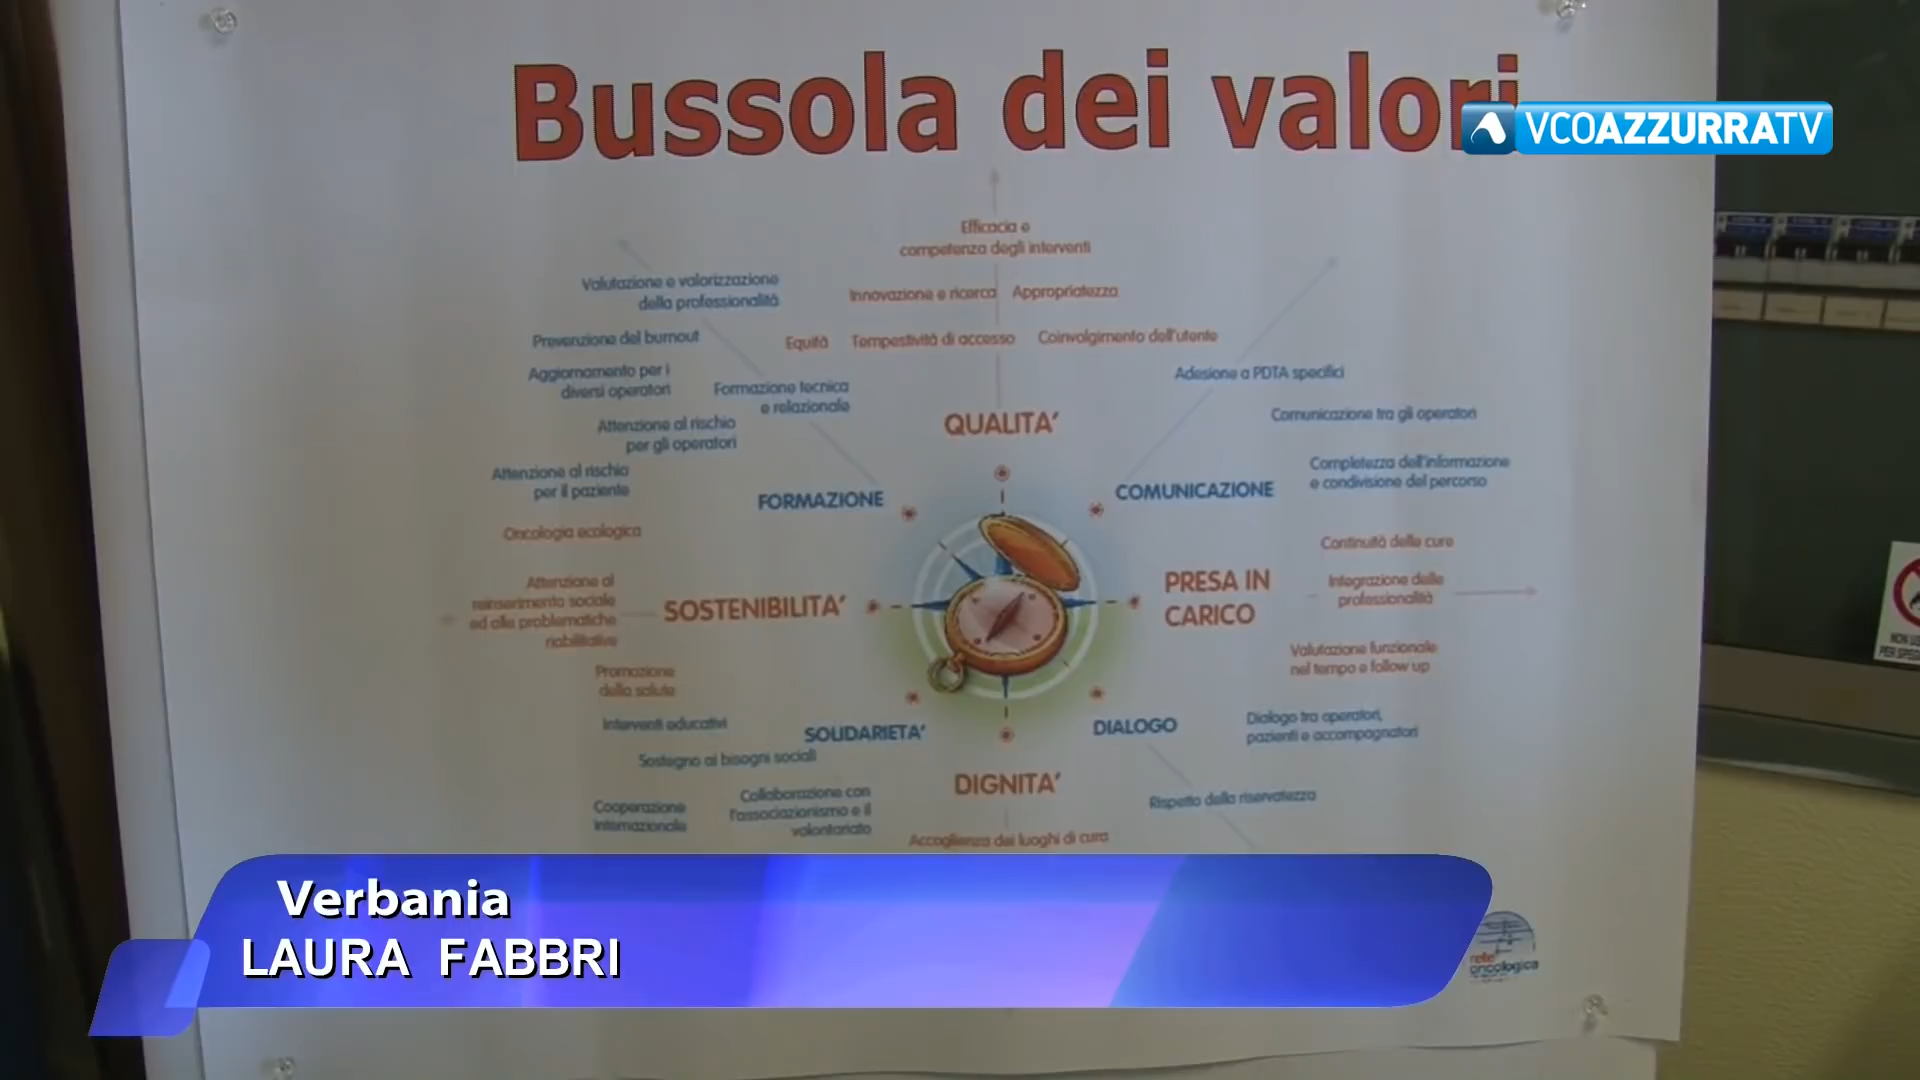 Bussola dei valori
VCOAZZURRATV
Efficacia e
competenza degli interventi
Valutazione e valorizzazione
della professionalità
Innovazione e ricerca Appropriatezza
Prevenzione del burnout
Equità Tempestività di accesso Coinvolgimento dell'utente
Aggiornamento per i
diversi operatori
Formazione tecnica
e relazionale
Adesione a PDTA specifici
Attenzione al rischio
per gli operatori
QUALITA'
Comunicazione tra gli operatori
Attenzione al rischio
per il paziente
FORMAZIONE
COMUNICAZIONE
Completezza dell'informazione
e condivisione del percorso
Oncologia ecologica
Continuità delle cure
Attenzione al
reinserimento sociale
ed alle problematiche
riabilitative
SOSTENIBILITA'
PRESA IN
CARICO
Integrazione delle
professionalità
Valutazione funzionale
nel tempo e follow up
Promozione
della salute
Interventi educativi
SOLIDARIETA'
DIALOGO
Dialogo tra operatori,
pazienti e accompagnatori
Sostegno ai bisogni sociali
DIGNITA'
Cooperazione
internazionale
Collaborazione con
l'associazionismo e il
volontariato
Rispetto della riservatezza
Accoglienza dei luoghi di cura
Verbania
LAURA FABBRI
rete
oncologica
NON US
PER SPEG